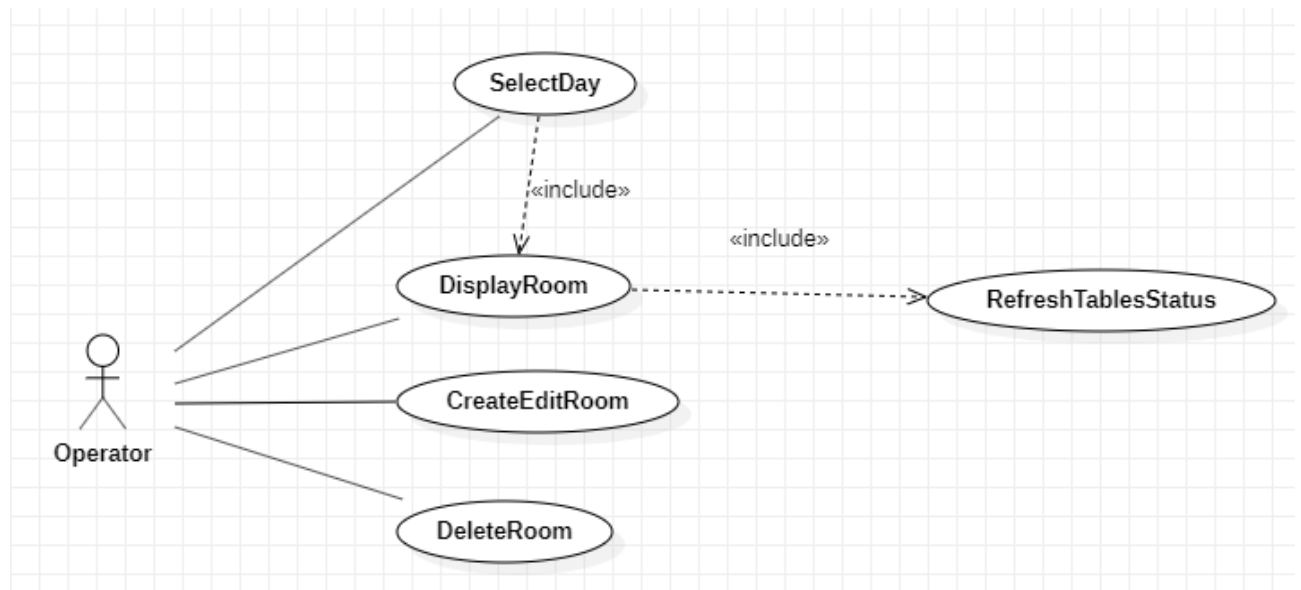 SelectDay
«include»
«include»
DisplayRoom
RefreshTablesStatus
CreateEditRoom
Operator
DeleteRoom